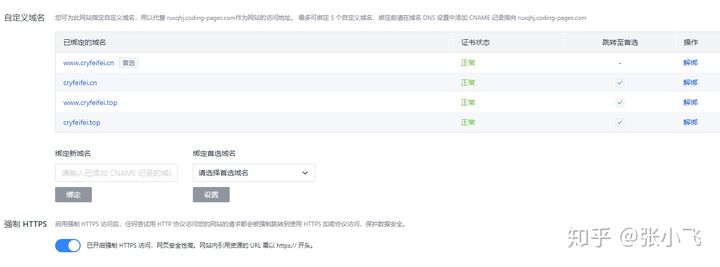 自定义域名 您可为此网站指定自定义域名，用以代替 ruxqhj.coding-pages.com作为网站的访问地址。 最多可绑定 5 个自定义域名，绑定前请在域名 DNS 设置中添加 CNAME 记录指向 ruxqhj.coding-pages.com
已绑定的域名 证书状态 跳转至首选 操作
www.cryfeifei.cn 首选 正常 - 解绑
cryfeifei.cn 正常 解绑
www.cryfeifei.top 正常 解绑
cryfeifei.top 正常 解绑
绑定新域名 绑定首选域名
请输入已添加 CNAME 记录的域名 请选择首选域名
绑定 设置
强制 HTTPS 启用强制 HTTPS 访问后，任何尝试用 HTTP 协议访问您的网站的请求都会被强制跳转到使用 HTTPS 加密协议访问，保护数据安全。
已开启强制 HTTPS 访问，网页安全性高。网站内引用资源的 URL 需以 https:// 开头。
知乎 @张小飞